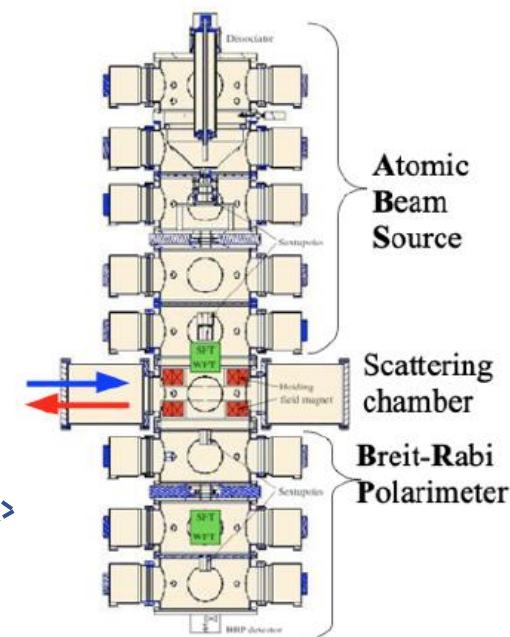 Dissociator
Atomic
Beam
Source
Sextupoles
SFT
WFT
Holding
field magnet
Scattering
chamber
Breit-Rabi
Polarimeter
Sextupoles
SFT
WFT
BRP detector
>